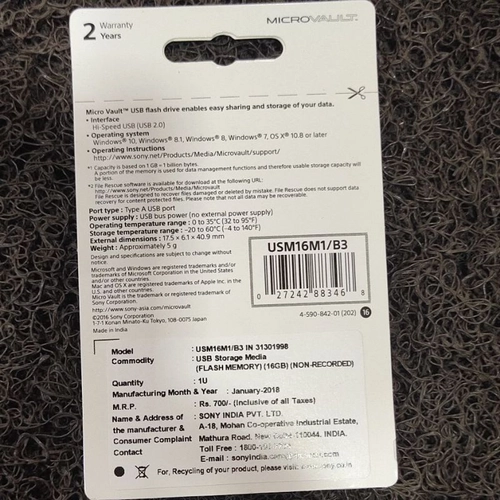 2 Warranty
Years
MICROVAULT™
Micro Vault™ USB flash drive enables easy sharing and storage of your data.
• Interface
Hi-Speed USB (USB 2.0)
• Operating system
Windows® 10, Windows® 8.1, Windows® 8, Windows® 7, OS X® 10.8 or later
• Operating instructions
http://www.sony.net/Products/Media/Microvault/support/
*1 Capacity is based on 1 GB = 1 billion bytes.
A portion of the memory is used for data management functions and therefore usable storage capacity will
be less.
*2 File Rescue software is available for download at the following URL:
http://www.sony.net/Products/Media/Microvault
File Rescue is designed to recover files damaged or deleted by mistake. File Rescue does not support data
recovery for content protected files. Please note that not all data may be recoverable.
Port type : Type A USB port
Power supply : USB bus power (no external power supply)
Operating temperature range : 0 to 35°C (32 to 95°F)
Storage temperature range : –20 to 60°C (–4 to 140°F)
External dimensions : 17.5 × 6.1 × 40.9 mm
Weight : Approximately 5 g
Design and specifications are subject to change without
notice.
Microsoft and Windows are registered trademarks and/or
trademarks of Microsoft Corporation in the United States
and/or other countries.
Mac and OS X are registered trademarks of Apple Inc. in the
U.S. and other countries.
Micro Vault is the trademark or registered trademark of
Sony Corporation.
http://www.sony-asia.com/microvault
©2016 Sony Corporation
1-7-1 Konan Minato-Ku Tokyo, 108-0075 Japan
USM16M1/B3
0 27242 88346 8
4-590-842-01 (202) 16
Model : USM16M1/B3 IN 31301998
Commodity : USB Storage Media
(FLASH MEMORY) (16GB) (NON-RECORDED)
Quantity : 1U
Manufacturing Month & Year : January-2018
M.R.P. : Rs. 700/- (Inclusive of all Taxes)
Name & Address of : SONY INDIA PVT. LTD.
the manufacturer & A-18, Mohan Co-operative Industrial Estate,
Consumer Complaint Mathura Road, New Delhi-110044, INDIA.
Contact Toll Free : 1800-
E-mail :
For, Recycling of your product, please visit